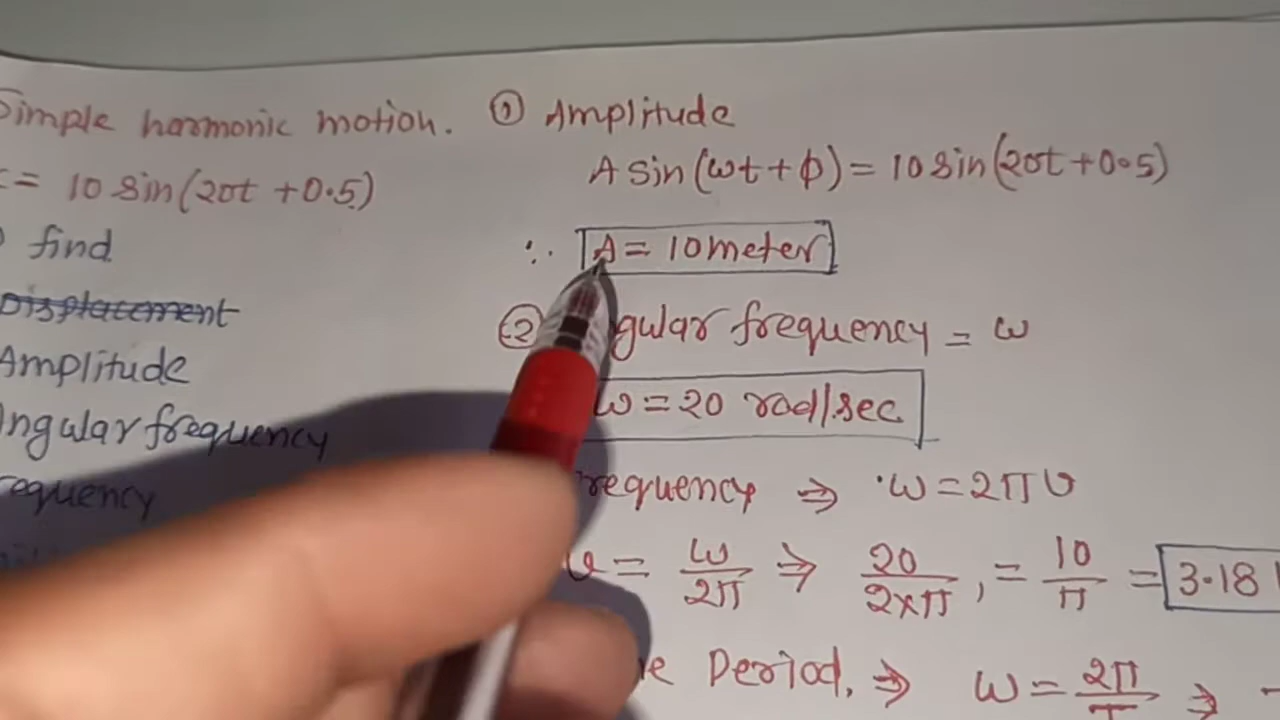 Simple harmonic motion.
= 10 sin(20t + 0.5)
find
Displacement
Amplitude
Angular frequency
requency
① Amplitude
A sin(ωt + ϕ) = 10 sin(20t + 0.5)
∴ A = 10 meter
② gular frequency = ω
ω = 20 rad/sec
requency ⇒ ω = 2πυ
υ = ω/2π ⇒ 20/2×π, = 10/π = 3.18
e Period, ⇒ ω = 2π/T ⇒